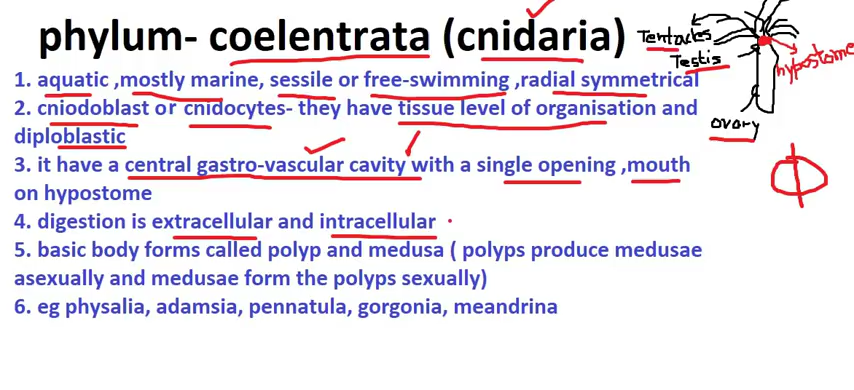 phylum- coelentrata (cnidaria)
Tentacles
Testis
hypostome
ovary
1. aquatic ,mostly marine, sessile or free-swimming ,radial symmetrical
2. cniodoblast or cnidocytes- they have tissue level of organisation and
diploblastic
3. it have a central gastro-vascular cavity with a single opening ,mouth
on hypostome
4. digestion is extracellular and intracellular
5. basic body forms called polyp and medusa ( polyps produce medusae
asexually and medusae form the polyps sexually)
6. eg physalia, adamsia, pennatula, gorgonia, meandrina